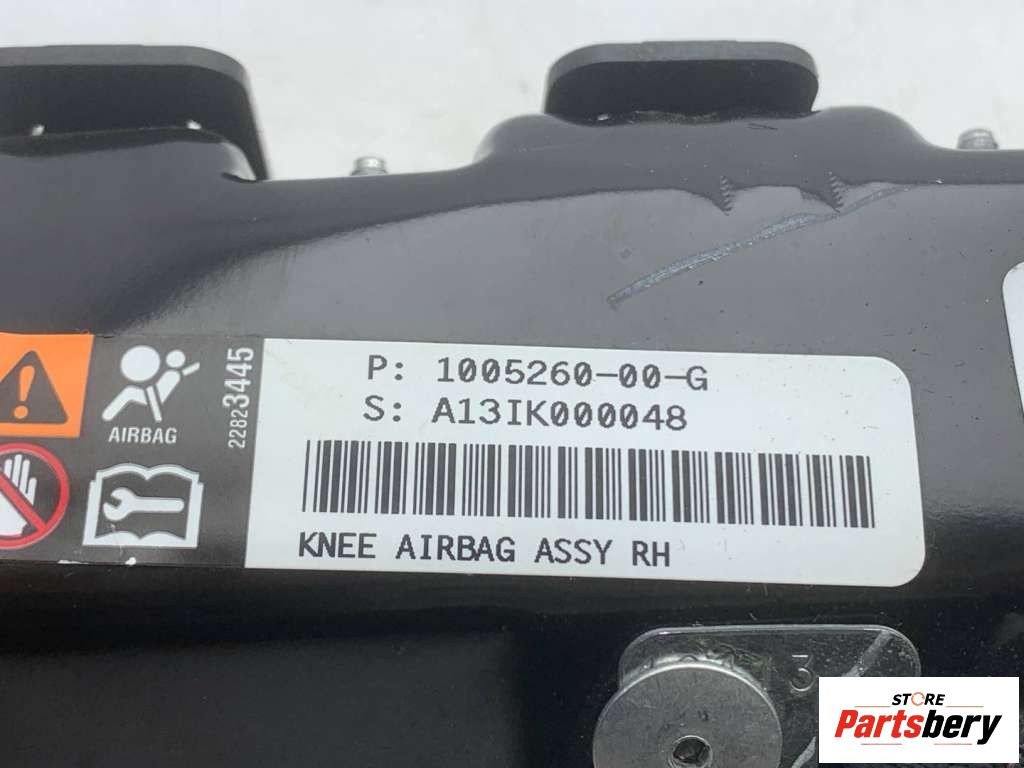 P: 1005260-00-G
S: A13IK000048
KNEE AIRBAG ASSY RH
AIRBAG
22823445
3
STORE
Partsbery